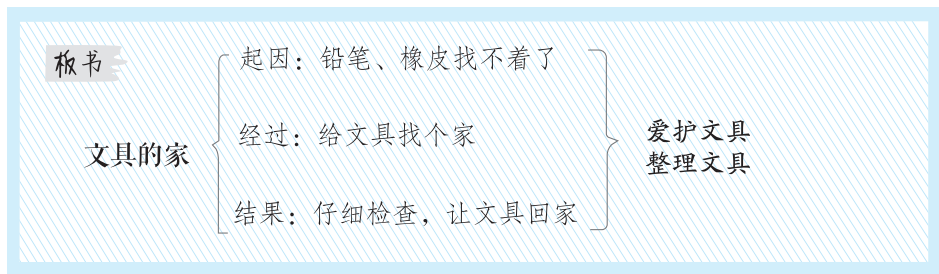 板书
文具的家
起因：铅笔、橡皮找不着了
经过：给文具找个家
结果：仔细检查，让文具回家
爱护文具
整理文具